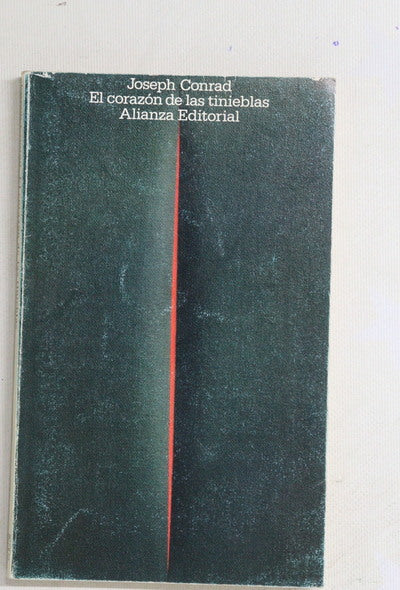 Joseph Conrad
El corazón de las tinieblas
Alianza Editorial